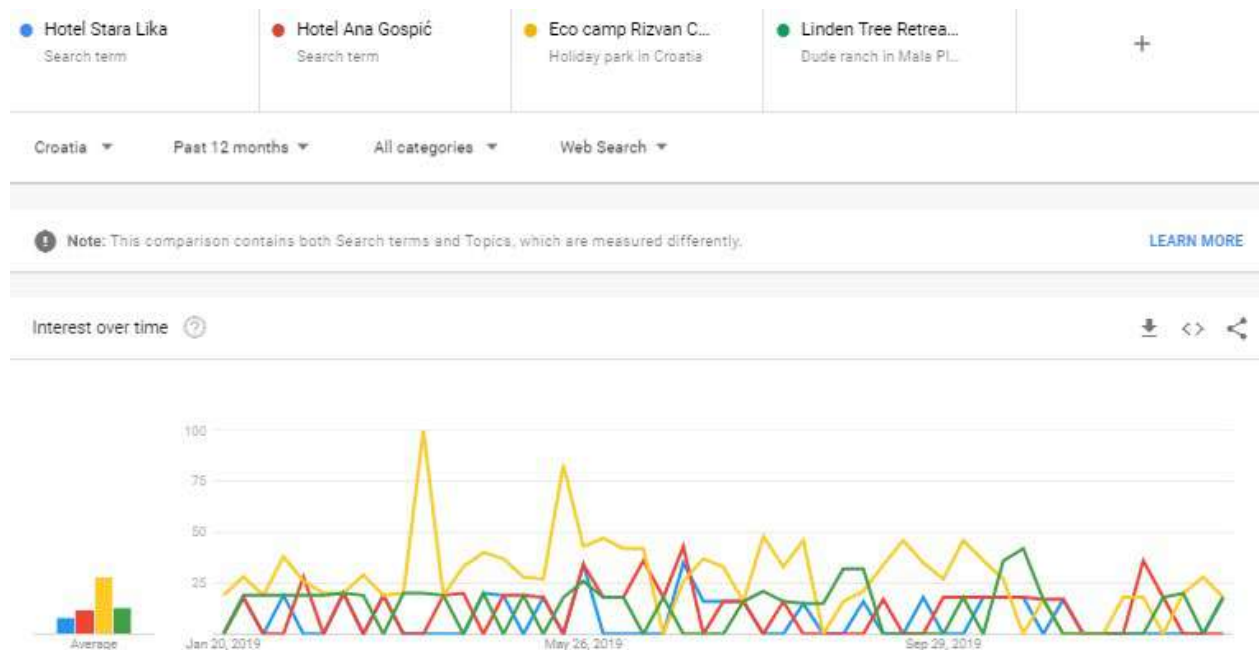 Hotel Stara Lika
Search term
Hotel Ana Gospić
Search term
Eco camp Rizvan C...
Holiday park in Croatia
Linden Tree Retrea...
Dude ranch in Mala Pl...
+
Croatia
Past 12 months
All categories
Web Search
Note: This comparison contains both Search terms and Topics, which are measured differently.
LEARN MORE
Interest over time
100
75
50
25
Average
Jan 20, 2019
May 26, 2019
Sep 29, 2019